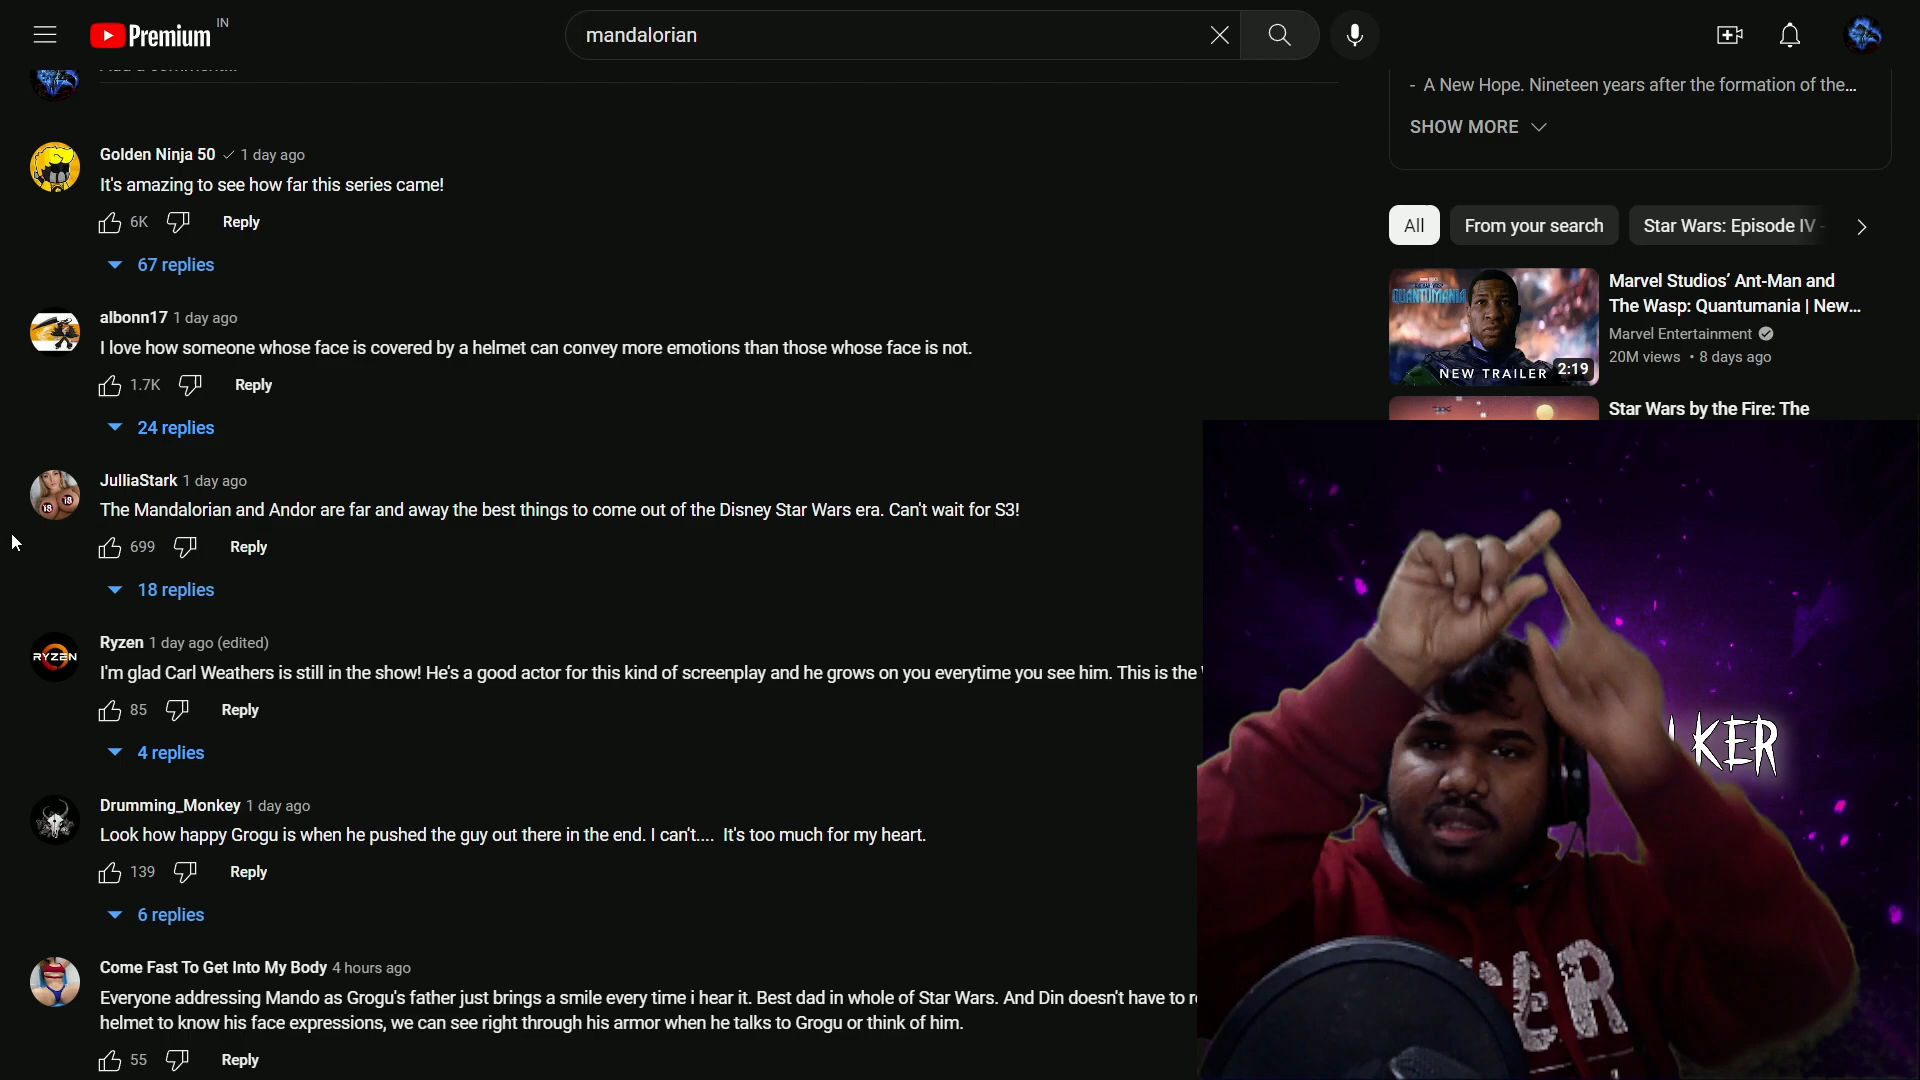 Premium
IN
mandalorian
- A New Hope. Nineteen years after the formation of the...
SHOW MORE
Golden Ninja 50 1 day ago
It's amazing to see how far this series came!
6K Reply
67 replies
All From your search Star Wars: Episode IV -
QUANTUMANIA
NEW TRAILER 2:19
Marvel Studios' Ant-Man and
The Wasp: Quantumania | New...
Marvel Entertainment
20M views • 8 days ago
Star Wars by the Fire: The
albonn17 1 day ago
I love how someone whose face is covered by a helmet can convey more emotions than those whose face is not.
1.7K Reply
24 replies
18 18
JulliaStark 1 day ago
The Mandalorian and Andor are far and away the best things to come out of the Disney Star Wars era. Can't wait for S3!
699 Reply
18 replies
RYZEN
Ryzen 1 day ago (edited)
I'm glad Carl Weathers is still in the show! He's a good actor for this kind of screenplay and he grows on you everytime you see him. This is the
85 Reply
4 replies
LKER
Drumming_Monkey 1 day ago
Look how happy Grogu is when he pushed the guy out there in the end. I can't.... It's too much for my heart.
139 Reply
6 replies
Come Fast To Get Into My Body 4 hours ago
Everyone addressing Mando as Grogu's father just brings a smile every time i hear it. Best dad in whole of Star Wars. And Din doesn't have to
helmet to know his face expressions, we can see right through his armor when he talks to Grogu or think of him.
55 Reply
ER